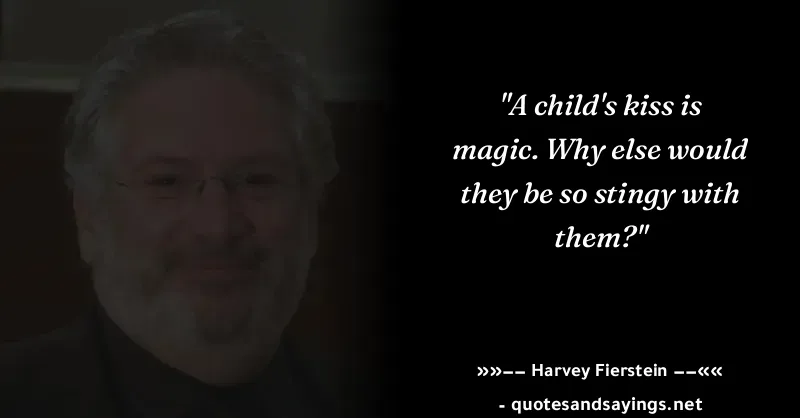 "A child's kiss is
magic. Why else would
they be so stingy with
them?"
»»−− Harvey Fierstein −−««
- quotesandsayings.net